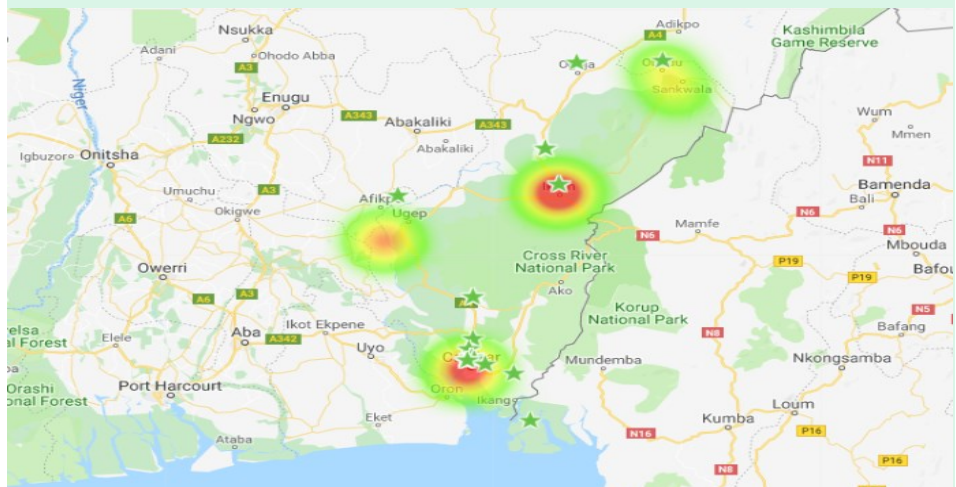 Adikpo
Kashimbila
Game Reserve
Nsukka
A4
Adani
Ohodo Abba
A3
Sankwala
Enugu
Ngwo
A343
Abakaliki
A343
Wum
Mmen
A232
Abakaliki
Igbuzor
Onitsha
N11
Niger
Umuchu
A3
Afikpo
Bamenda
Bali
Okigwe
Ugep
A6
N6
Mamfe
N6
Mbouda
Cross River
National Park
P19
Bafou
Owerri
P19
Ako
A6
A3
Korup
National Park
N5
Elele
Aba
Ikot Ekpene
N8
Bafang
A342
Uyo
Mundemba
Nkongsamba
Port Harcourt
Oron
Ikang
Loum
Eket
Kumba
P16
Ataba
N16
N8
P16